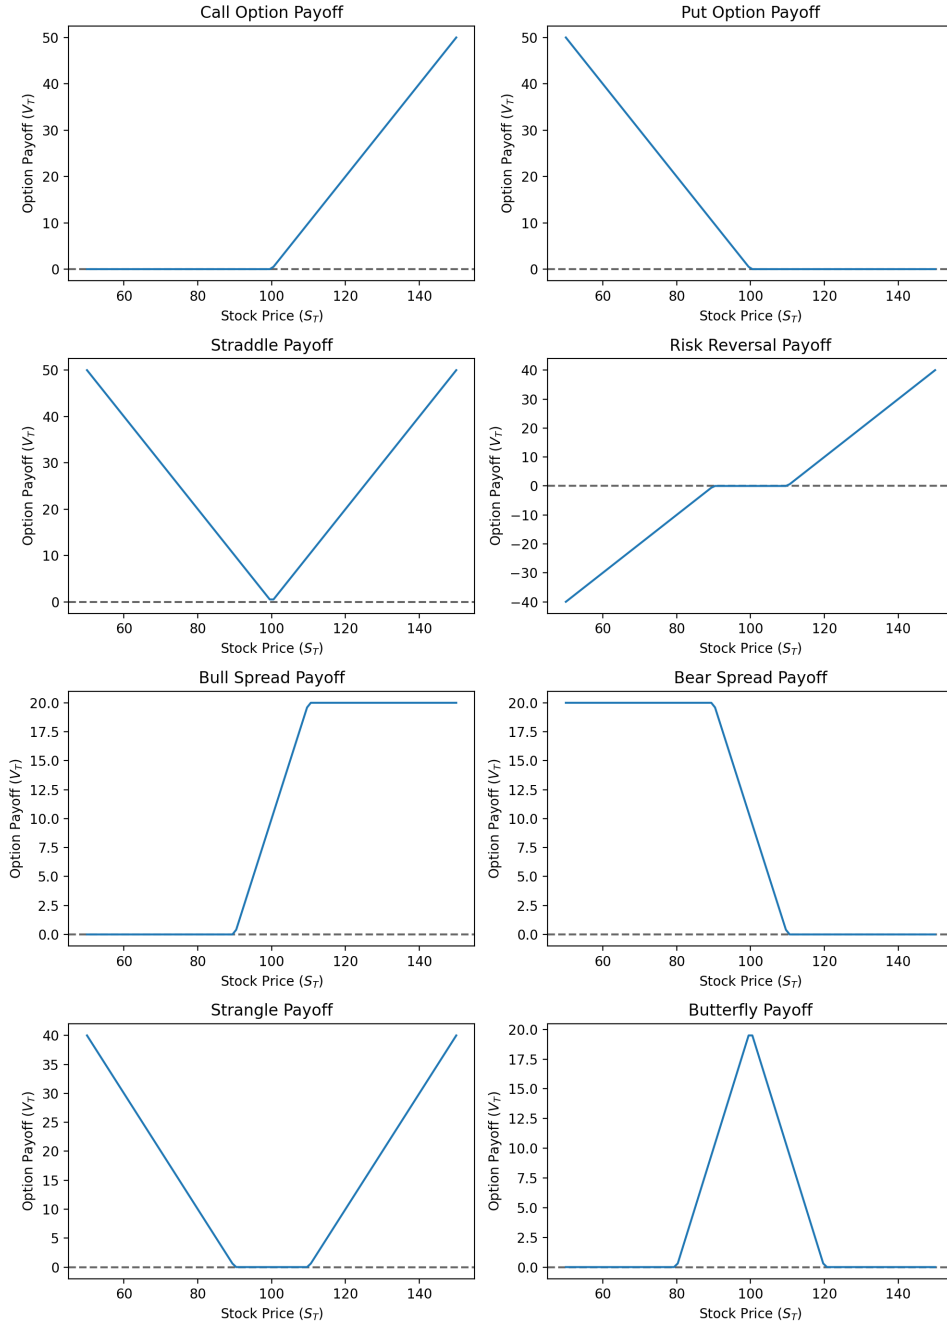 Call Option Payoff
Option Payoff (V_T)
50
40
30
20
10
0
60 80 100 120 140
Stock Price (S_T)
Put Option Payoff
Option Payoff (V_T)
50
40
30
20
10
0
60 80 100 120 140
Stock Price (S_T)
Straddle Payoff
Option Payoff (V_T)
50
40
30
20
10
0
60 80 100 120 140
Stock Price (S_T)
Risk Reversal Payoff
Option Payoff (V_T)
40
30
20
10
0
−10
−20
−30
−40
60 80 100 120 140
Stock Price (S_T)
Bull Spread Payoff
Option Payoff (V_T)
20.0
17.5
15.0
12.5
10.0
7.5
5.0
2.5
0.0
60 80 100 120 140
Stock Price (S_T)
Bear Spread Payoff
Option Payoff (V_T)
20.0
17.5
15.0
12.5
10.0
7.5
5.0
2.5
0.0
60 80 100 120 140
Stock Price (S_T)
Strangle Payoff
Option Payoff (V_T)
40
35
30
25
20
15
10
5
0
60 80 100 120 140
Stock Price (S_T)
Butterfly Payoff
Option Payoff (V_T)
20.0
17.5
15.0
12.5
10.0
7.5
5.0
2.5
0.0
60 80 100 120 140
Stock Price (S_T)